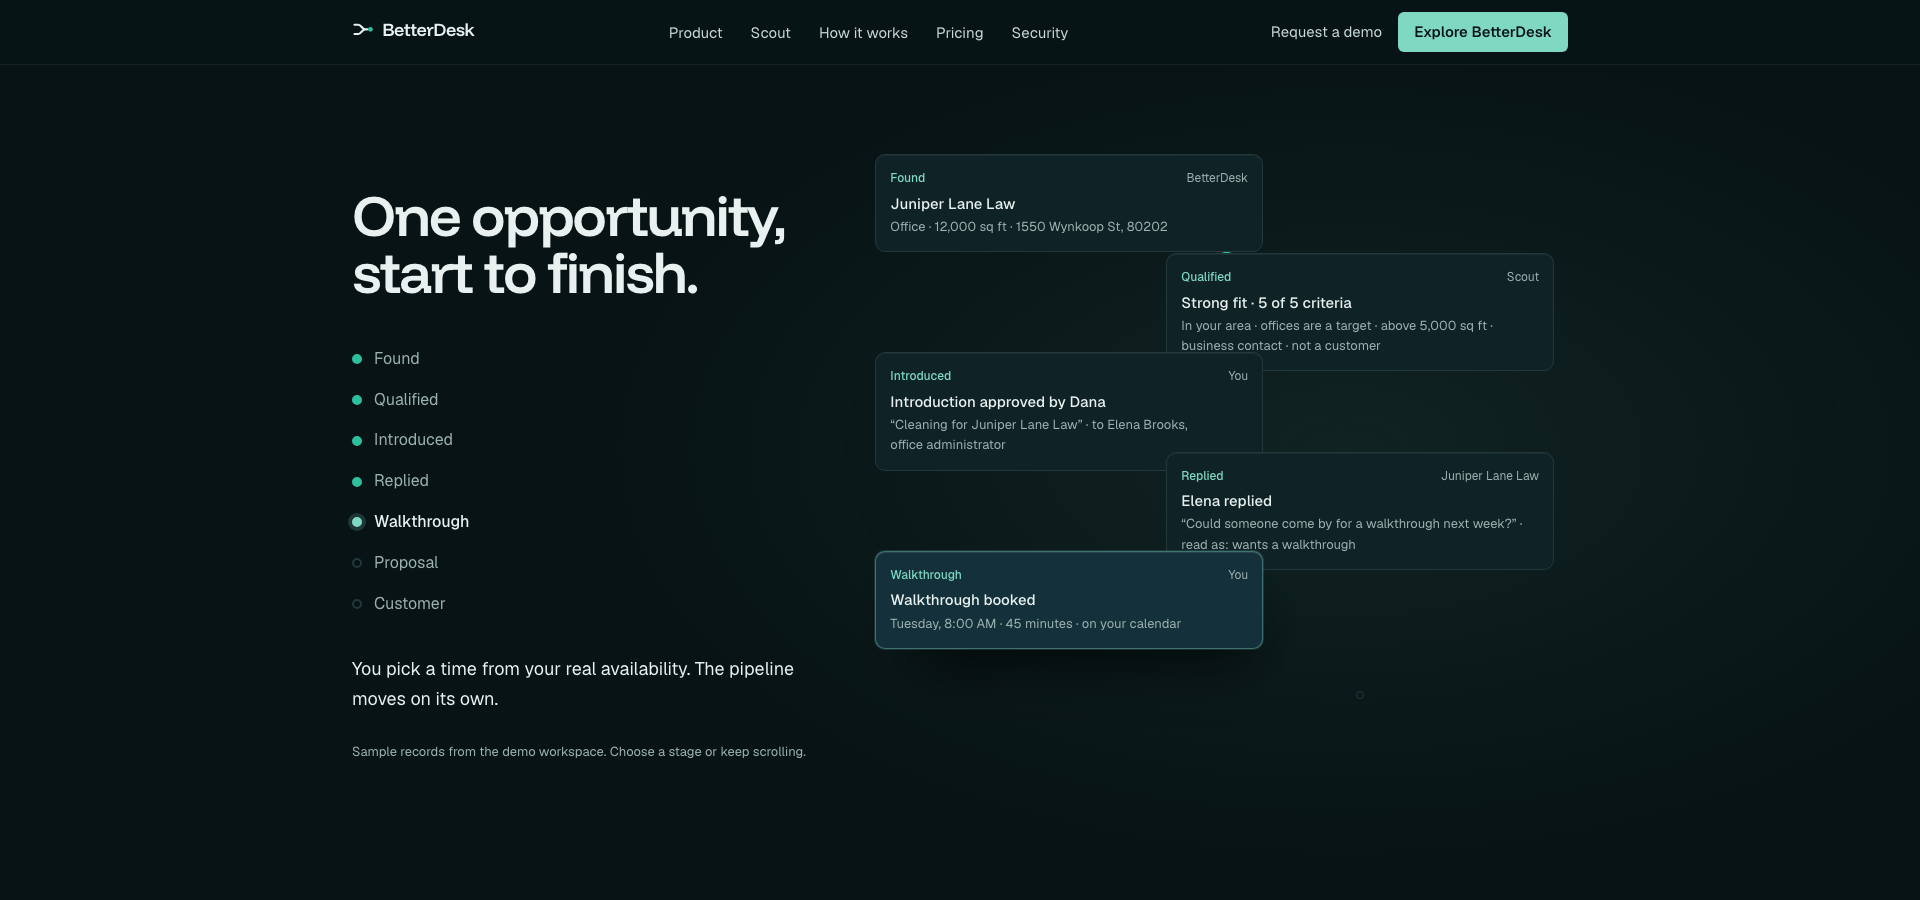 BetterDesk
Product
Scout
How it works
Pricing
Security
Request a demo
Explore BetterDesk
One opportunity,
start to finish.
Found
Qualified
Introduced
Replied
Walkthrough
Proposal
Customer
You pick a time from your real availability. The pipeline
moves on its own.
Sample records from the demo workspace. Choose a stage or keep scrolling.
Found
BetterDesk
Juniper Lane Law
Office · 12,000 sq ft · 1550 Wynkoop St, 80202
Qualified
Scout
Strong fit · 5 of 5 criteria
In your area · offices are a target · above 5,000 sq ft ·
business contact · not a customer
Introduced
You
Introduction approved by Dana
“Cleaning for Juniper Lane Law” · to Elena Brooks,
office administrator
Replied
Juniper Lane Law
Elena replied
“Could someone come by for a walkthrough next week?” ·
read as: wants a walkthrough
Walkthrough
You
Walkthrough booked
Tuesday, 8:00 AM · 45 minutes · on your calendar